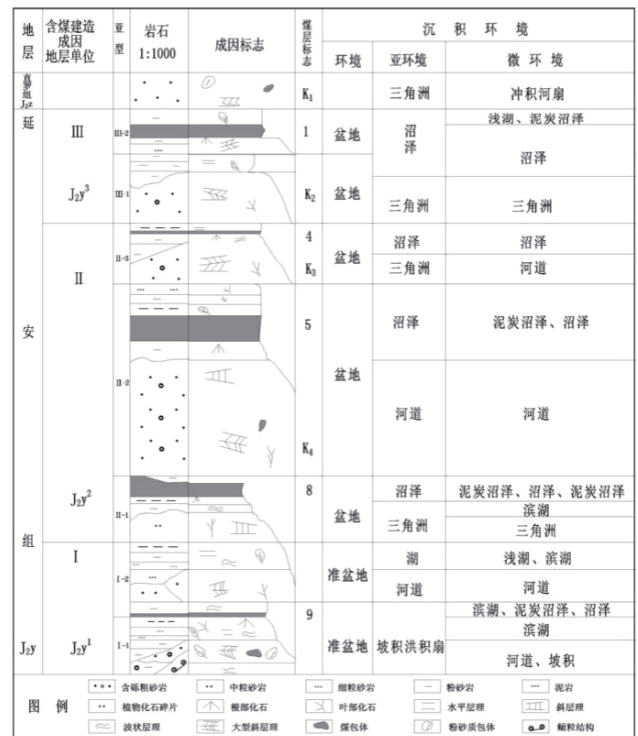 地层 含煤建造成因地层单位 亚型 岩石 1:1000 成因标志 煤层标志 沉积环境
环境 亚环境 微环境
K₁ 三角洲 冲积河扇
延 III III-2 1 盆地 沼泽 浅湖、泥炭沼泽
沼泽
J₂y³ III-1 K₂ 盆地 三角洲 三角洲
II II-3 4 盆地 沼泽 沼泽
K₃ 三角洲 河道
安 II-2 5 盆地 沼泽 泥炭沼泽、沼泽
河道 河道
K₄
J₂y² II-1 8 盆地 沼泽 泥炭沼泽、沼泽、泥炭沼泽
三角洲 滨湖
三角洲
组 I I-2 准盆地 湖 浅湖、滨湖
河道 河道
J₂y J₂y¹ I-1 9 准盆地 坡积洪积扇 滨湖、泥炭沼泽、沼泽
滨湖
河道、坡积
图例 含砾粗砂岩 中粒砂岩 细粒砂岩 粉砂岩 泥岩
植物化石碎片 根部化石 叶部化石 水平层理 斜层理
波状层理 大型斜层理 煤包体 粉砂质包体 鲕粒结构